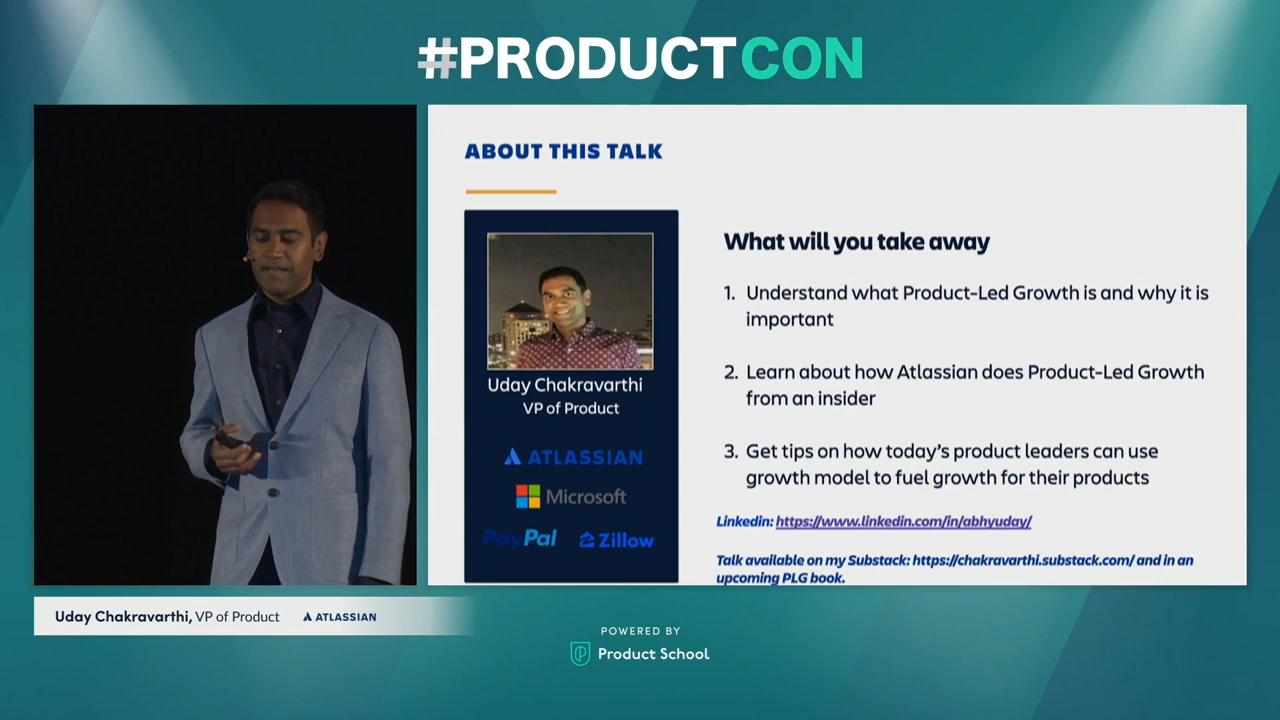 #PRODUCTCON
ABOUT THIS TALK
Uday Chakravarthi
VP of Product
ATLASSIAN
Microsoft
PayPal
Zillow
What will you take away
1. Understand what Product-Led Growth is and why it is
important
2. Learn about how Atlassian does Product-Led Growth
from an insider
3. Get tips on how today's product leaders can use
growth model to fuel growth for their products
Linkedin: https://www.linkedin.com/in/abhyuday/
Talk available on my Substack: https://chakravarthi.substack.com/ and in an
upcoming PLG book.
Uday Chakravarthi, VP of Product ATLASSIAN
POWERED BY
Product School